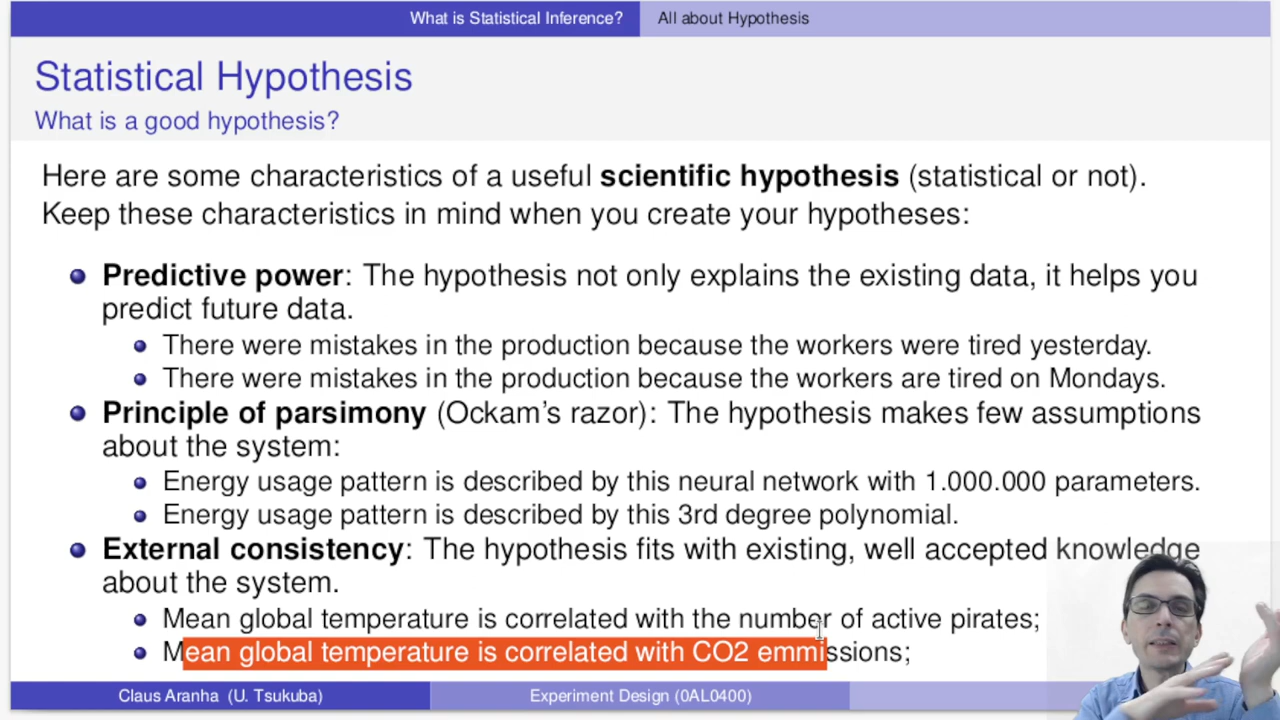 What is Statistical Inference? All about Hypothesis
Statistical Hypothesis
What is a good hypothesis?
Here are some characteristics of a useful scientific hypothesis (statistical or not).
Keep these characteristics in mind when you create your hypotheses:
Predictive power: The hypothesis not only explains the existing data, it helps you
predict future data.
There were mistakes in the production because the workers were tired yesterday.
There were mistakes in the production because the workers are tired on Mondays.
Principle of parsimony (Ockam's razor): The hypothesis makes few assumptions
about the system:
Energy usage pattern is described by this neural network with 1.000.000 parameters.
Energy usage pattern is described by this 3rd degree polynomial.
External consistency: The hypothesis fits with existing, well accepted knowledge
about the system.
Mean global temperature is correlated with the number of active pirates;
Mean global temperature is correlated with CO2 emmissions;
Claus Aranha (U. Tsukuba) Experiment Design (0AL0400)